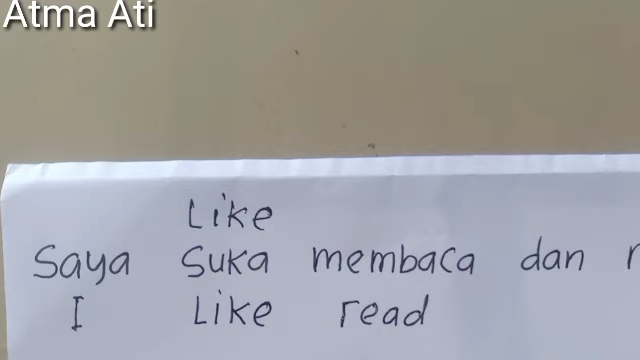 Atma Ati
Like
Saya suka membaca dan
I Like read